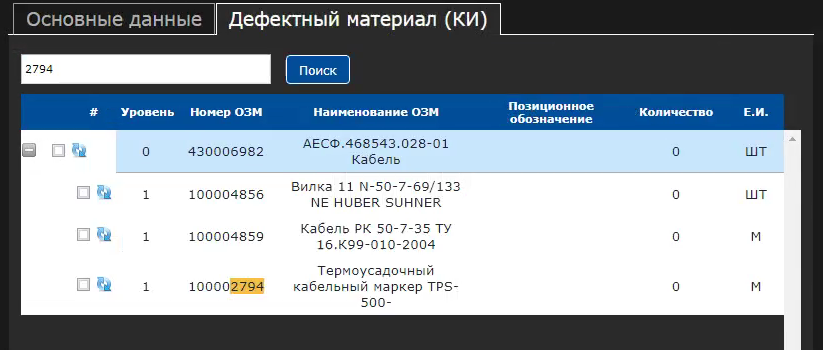 Основные данные Дефектный материал (КИ)
2794 Поиск
# Уровень Номер ОЗМ Наименование ОЗМ Позиционное обозначение Количество Е.И.
0 430006982 АЕСФ.468543.028-01 Кабель 0 ШТ
1 100004856 Вилка 11 N-50-7-69/133 NE HUBER SUHNER 0 ШТ
1 100004859 Кабель РК 50-7-35 ТУ 16.К99-010-2004 0 М
1 100002794 Термоусадочный кабельный маркер TPS-500- 0 М